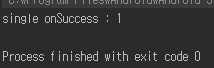 single onSuccess : 1
Process finished with exit code 0